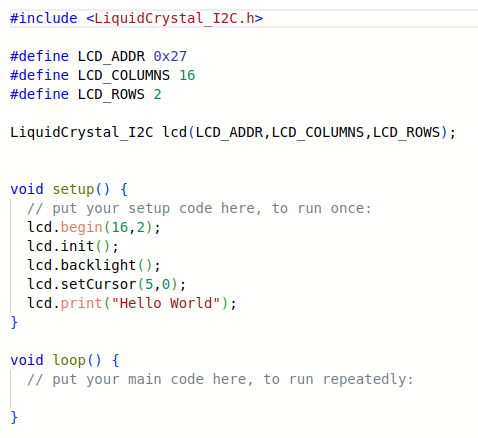 #include <LiquidCrystal_I2C.h>
#define LCD_ADDR 0x27
#define LCD_COLUMNS 16
#define LCD_ROWS 2
LiquidCrystal_I2C lcd(LCD_ADDR,LCD_COLUMNS,LCD_ROWS);
void setup() {
// put your setup code here, to run once:
lcd.begin(16,2);
lcd.init();
lcd.backlight();
lcd.setCursor(5,0);
lcd.print("Hello World");
}
void loop() {
// put your main code here, to run repeatedly:
}